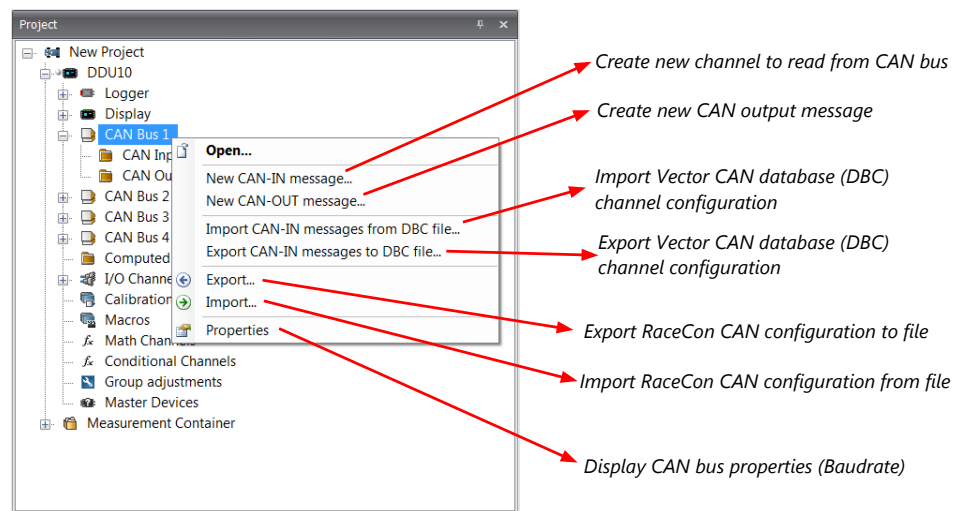 Project
New Project
DDU10
Logger
Display
CAN Bus 1
CAN Inp
CAN Ou
CAN Bus 2
CAN Bus 3
CAN Bus 4
Computed
I/O Channe
Calibration
Macros
Math Chan
Conditional Channels
Group adjustments
Master Devices
Measurement Container
Open...
New CAN-IN message...
New CAN-OUT message...
Import CAN-IN messages from DBC file...
Export CAN-IN messages to DBC file...
Export...
Import...
Properties
Create new channel to read from CAN bus
Create new CAN output message
Import Vector CAN database (DBC)
channel configuration
Export Vector CAN database (DBC)
channel configuration
Export RaceCon CAN configuration to file
Import RaceCon CAN configuration from file
Display CAN bus properties (Baudrate)